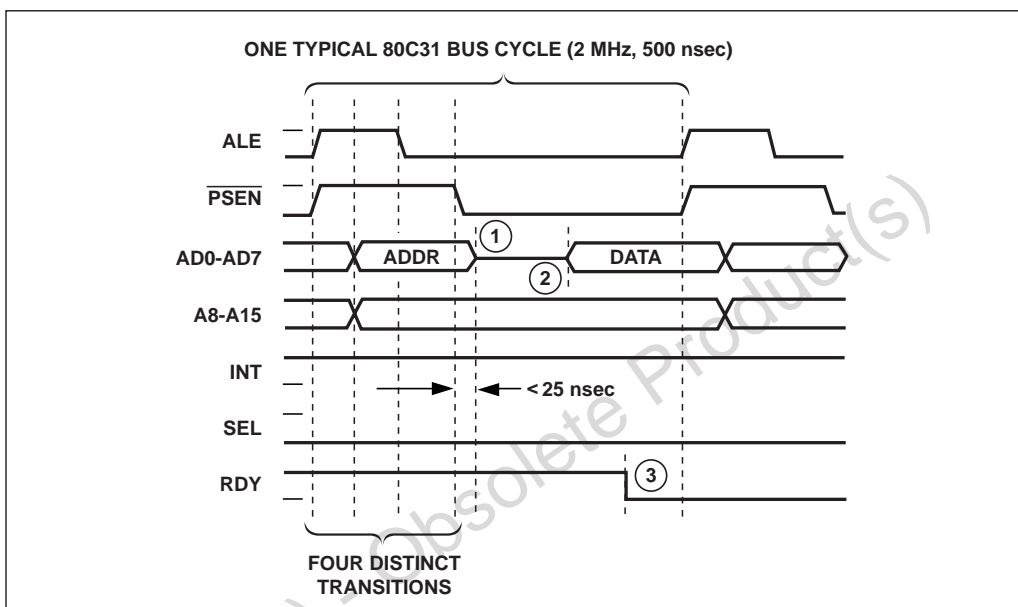 ONE TYPICAL 80C31 BUS CYCLE (2 MHz, 500 nsec)
ALE
PSEN
AD0-AD7
ADDR
1
2
DATA
A8-A15
INT
< 25 nsec
SEL
RDY
3
FOUR DISTINCT
TRANSITIONS
) - Obsolete Product(s)